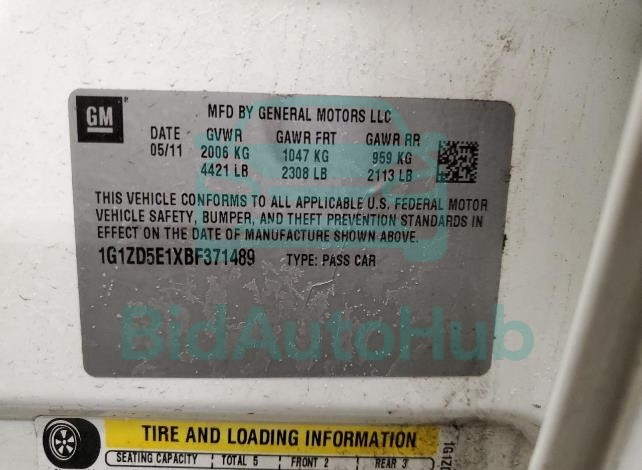 GM
MFD BY GENERAL MOTORS LLC
DATE GVWR GAWR FRT GAWR RR
05/11 2006 KG 1047 KG 959 KG
4421 LB 2308 LB 2113 LB
THIS VEHICLE CONFORMS TO ALL APPLICABLE U.S. FEDERAL MOTOR
VEHICLE SAFETY, BUMPER, AND THEFT PREVENTION STANDARDS IN
EFFECT ON THE DATE OF MANUFACTURE SHOWN ABOVE.
1G1ZD5E1XBF371489 TYPE: PASS CAR
BidAutoHub
TIRE AND LOADING INFORMATION
SEATING CAPACITY TOTAL 5 FRONT 2 REAR 3
1G1Z